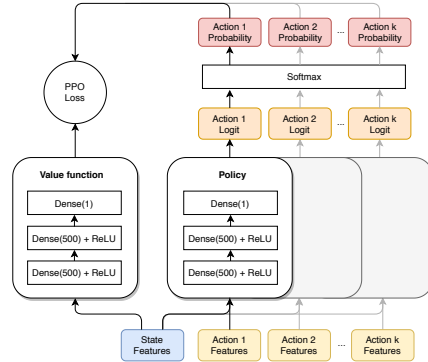 Action 1
Probability
Action 2
Probability
...
Action k
Probability
PPO
Loss
Softmax
Action 1
Logit
Action 2
Logit
...
Action k
Logit
Value function
Dense(1)
Dense(500) + ReLU
Dense(500) + ReLU
Policy
Dense(1)
Dense(500) + ReLU
Dense(500) + ReLU
State
Features
Action 1
Features
Action 2
Features
...
Action k
Features